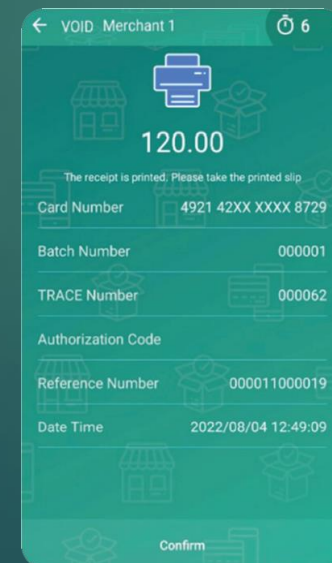 ← VOID Merchant 1 6
120.00
The receipt is printed. Please take the printed slip
Card Number 4921 42XX XXXX 8729
Batch Number 000001
TRACE Number 000062
Authorization Code
Reference Number 000011000019
Date Time 2022/08/04 12:49:09
Confirm